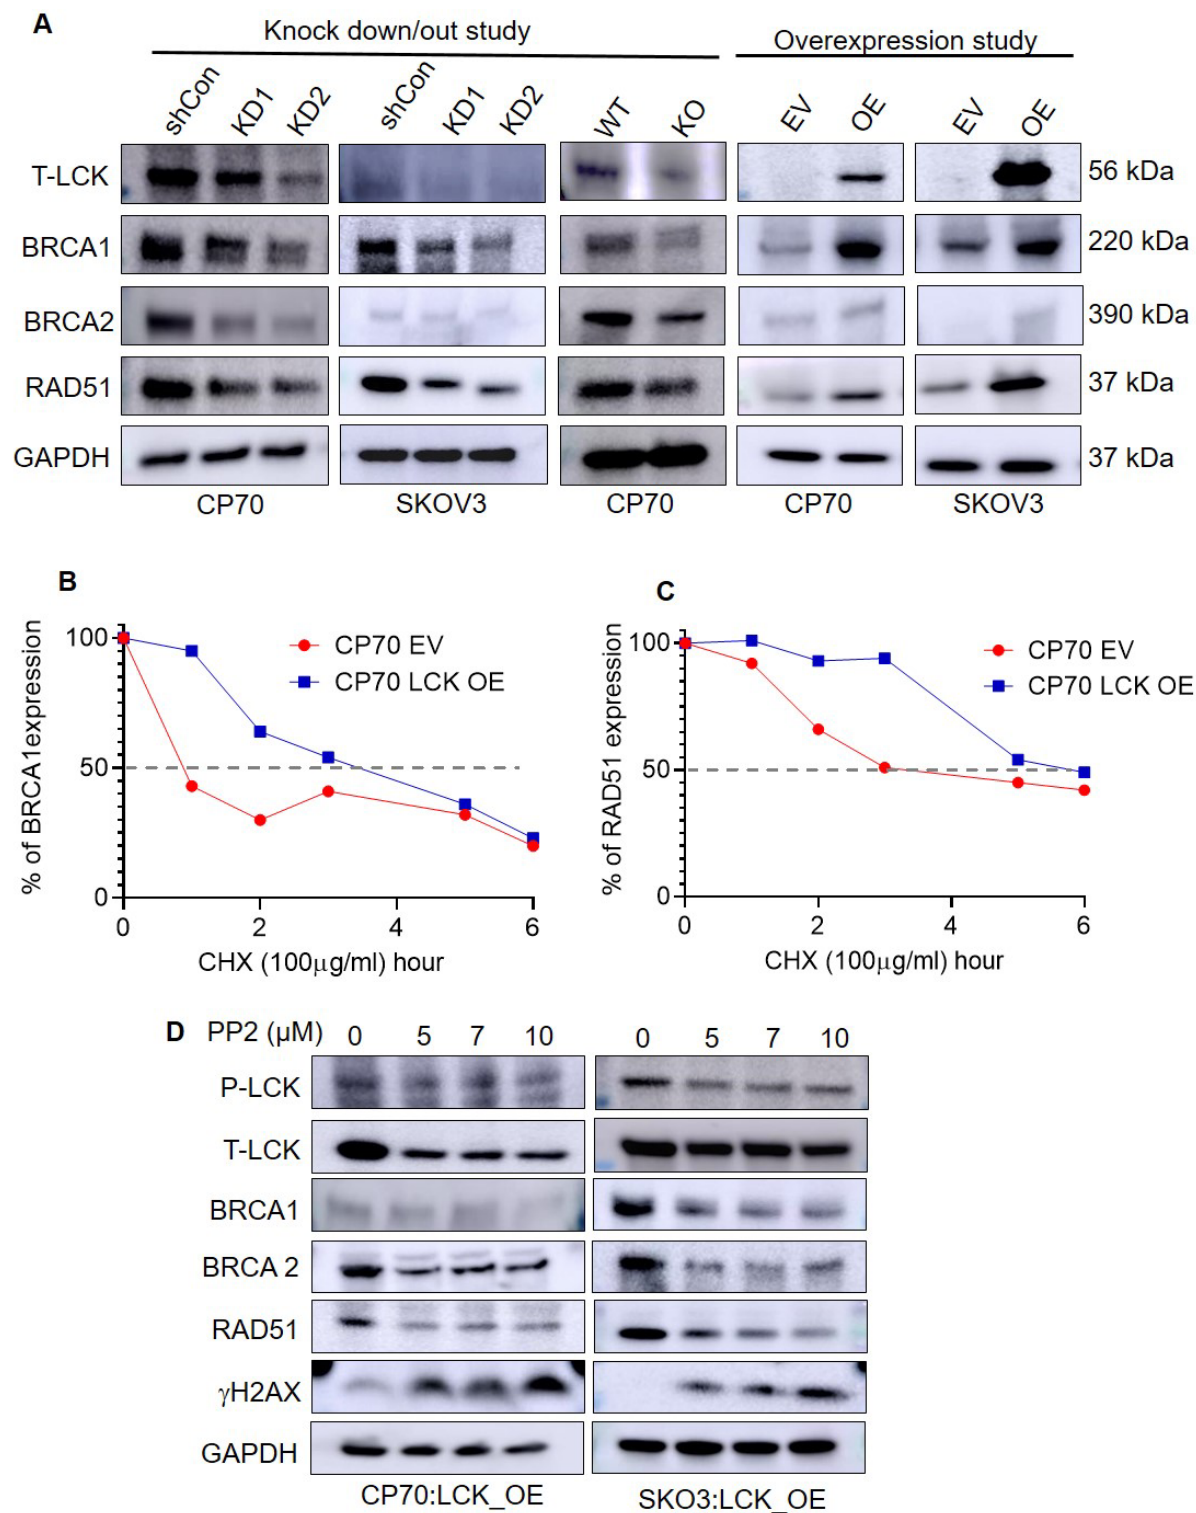 A
Knock down/out study
Overexpression study
shCon KD1 KD2 shCon KD1 KD2 WT KO EV OE EV OE
T-LCK 56 kDa
BRCA1 220 kDa
BRCA2 390 kDa
RAD51 37 kDa
GAPDH 37 kDa
CP70 SKOV3 CP70 CP70 SKOV3
B
% of BRCA1expression
100
50
0
0 2 4 6
CHX (100μg/ml) hour
CP70 EV
CP70 LCK OE
C
% of RAD51 expression
100
50
0
0 2 4 6
CHX (100μg/ml) hour
CP70 EV
CP70 LCK OE
D PP2 (μM) 0 5 7 10 0 5 7 10
P-LCK
T-LCK
BRCA1
BRCA 2
RAD51
γH2AX
GAPDH
CP70:LCK_OE SKO3:LCK_OE